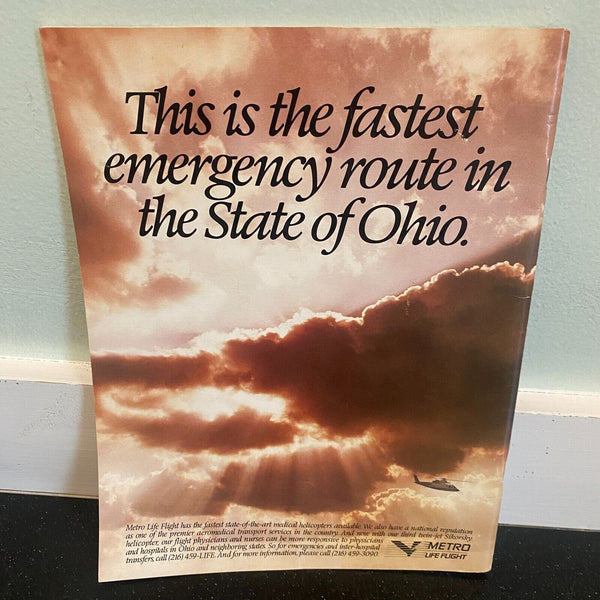 This is the fastest
emergency route in
the State of Ohio.
Metro Life Flight has the fastest state-of-the-art medical helicopters available. We also have a national reputation
as one of the premier aeromedical transport services in the country. And now with our third twin-jet Sikorsky
helicopter, our flight physicians and nurses can be more responsive to physicians
and hospitals in Ohio and neighboring states. So for emergencies and inter-hospital
transfers, call (216) 459-LIFE. And for more information, please call (216) 459-3090.
METRO
LIFE FLIGHT